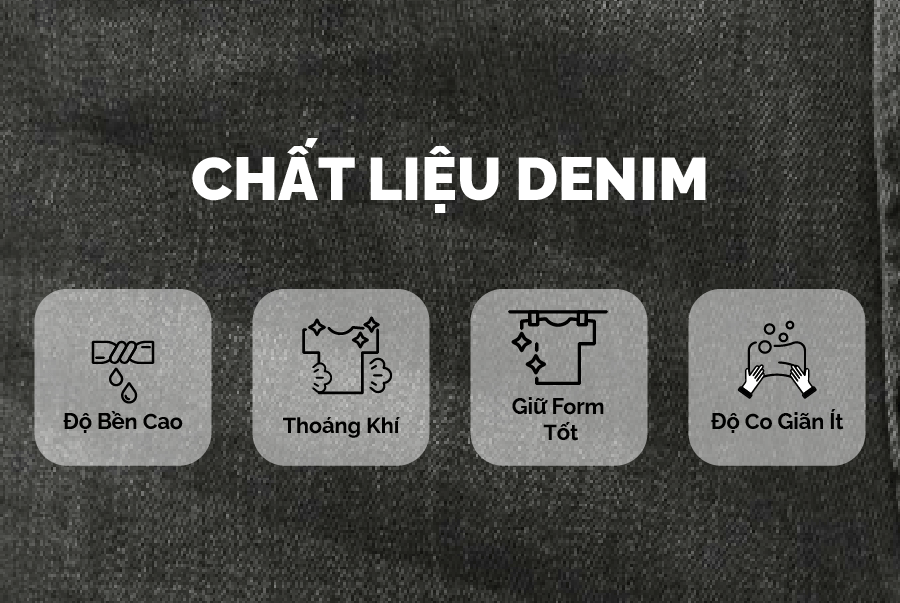 CHẤT LIỆU DENIM
Độ Bền Cao
Thoáng Khí
Giữ Form
Tốt
Độ Co Giãn Ít